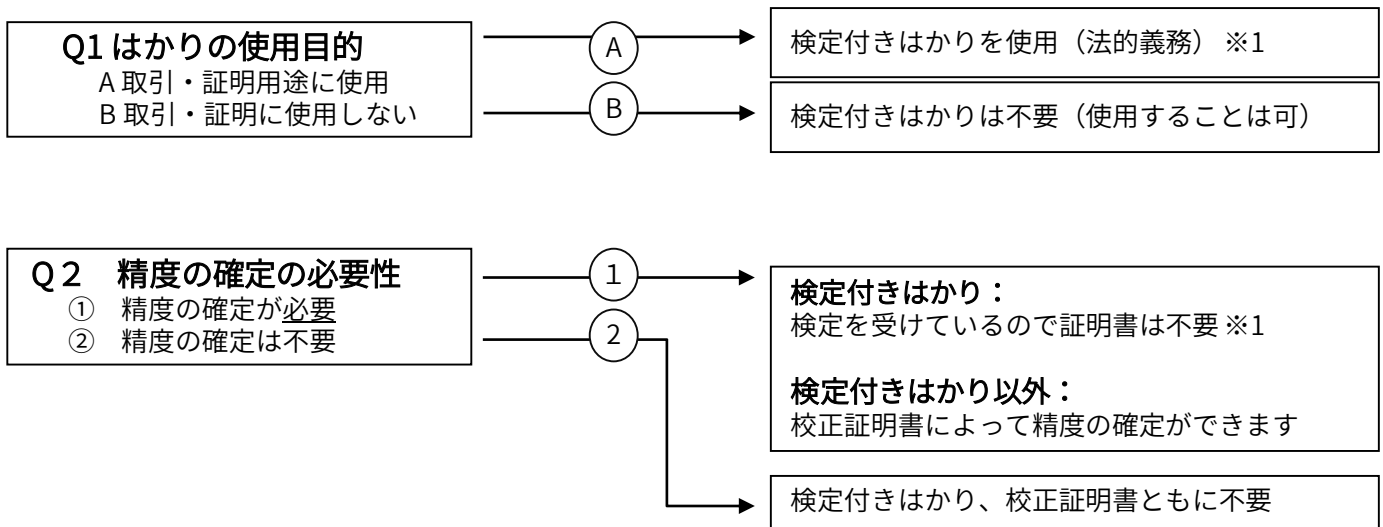 Q1 はかりの使用目的
A 取引・証明用途に使用
B 取引・証明に使用しない
A
B
検定付きはかりを使用（法的義務） ※1
検定付きはかりは不要（使用することは可）
Q２　精度の確定の必要性
①　精度の確定が必要
②　精度の確定は不要
1
2
検定付きはかり：
検定を受けているので証明書は不要 ※1
検定付きはかり以外：
校正証明書によって精度の確定ができます
検定付きはかり、校正証明書ともに不要